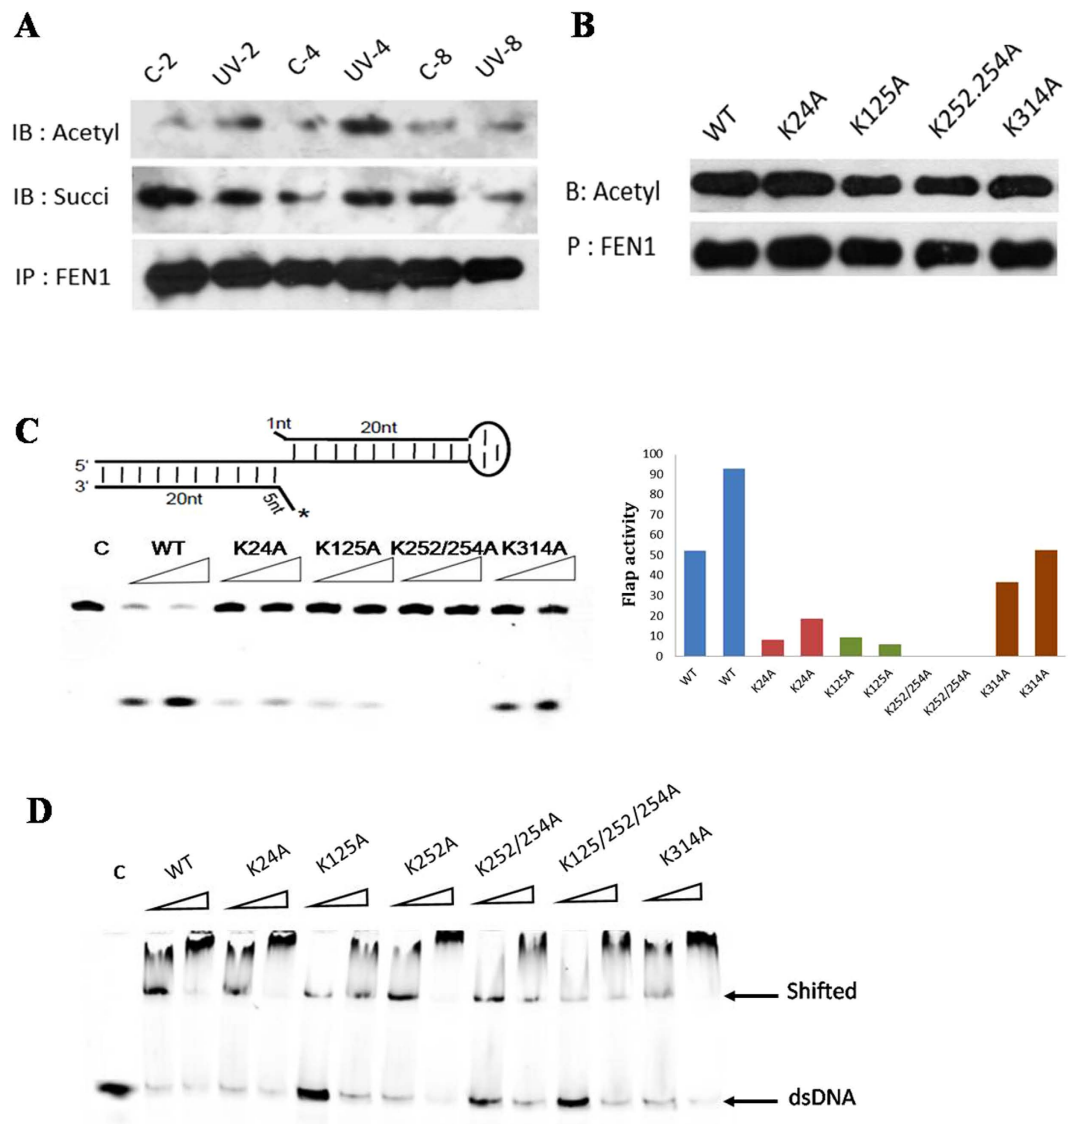 A
C-2 UV-2 C-4 UV-4 C-8 UV-8
IB : Acetyl
IB : Succi
IP : FEN1
B
WT K24A K125A K252.254A K314A
B: Acetyl
P : FEN1
C
1nt 20nt
5'
3'
20nt 5nt *
C WT K24A K125A K252/254A K314A
Flap activity
100
90
80
70
60
50
40
30
20
10
0
WT WT K24A K24A K125A K125A K252/254A K252/254A K314A K314A
D
C WT K24A K125A K252A K252/254A K125/252/254A K314A
Shifted
dsDNA